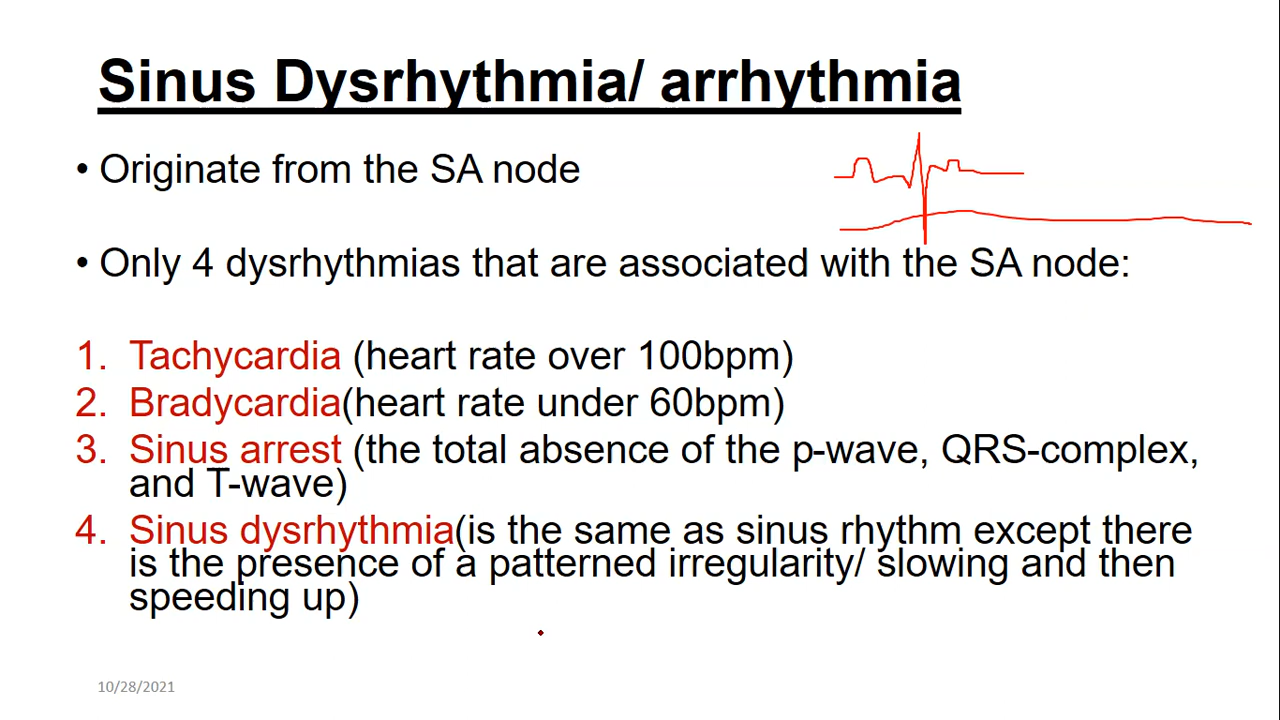 Sinus Dysrhythmia/ arrhythmia
• Originate from the SA node
• Only 4 dysrhythmias that are associated with the SA node:
1. Tachycardia (heart rate over 100bpm)
2. Bradycardia(heart rate under 60bpm)
3. Sinus arrest (the total absence of the p-wave, QRS-complex,
and T-wave)
4. Sinus dysrhythmia(is the same as sinus rhythm except there
is the presence of a patterned irregularity/ slowing and then
speeding up)
10/28/2021